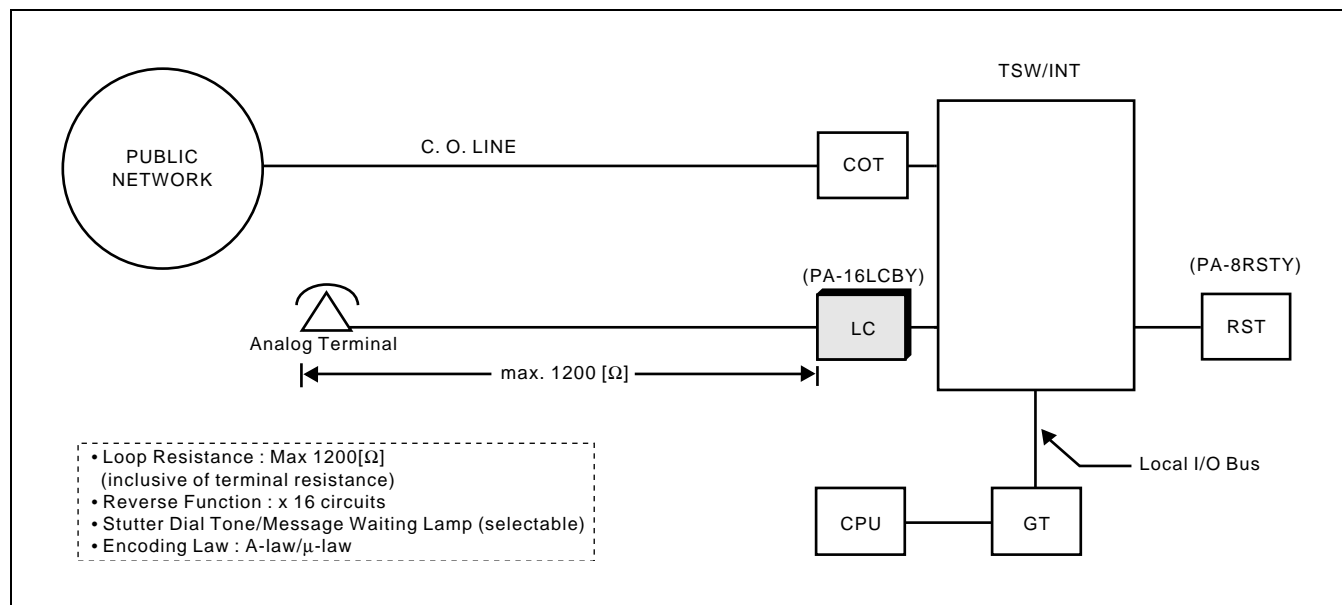 TSW/INT
PUBLIC
NETWORK
C. O. LINE
COT
(PA-16LCBY)
(PA-8RSTY)
LC
RST
Analog Terminal
max. 1200 [Ω]
• Loop Resistance : Max 1200[Ω]
(inclusive of terminal resistance)
• Reverse Function : x 16 circuits
• Stutter Dial Tone/Message Waiting Lamp (selectable)
• Encoding Law : A-law/μ-law
Local I/O Bus
CPU
GT